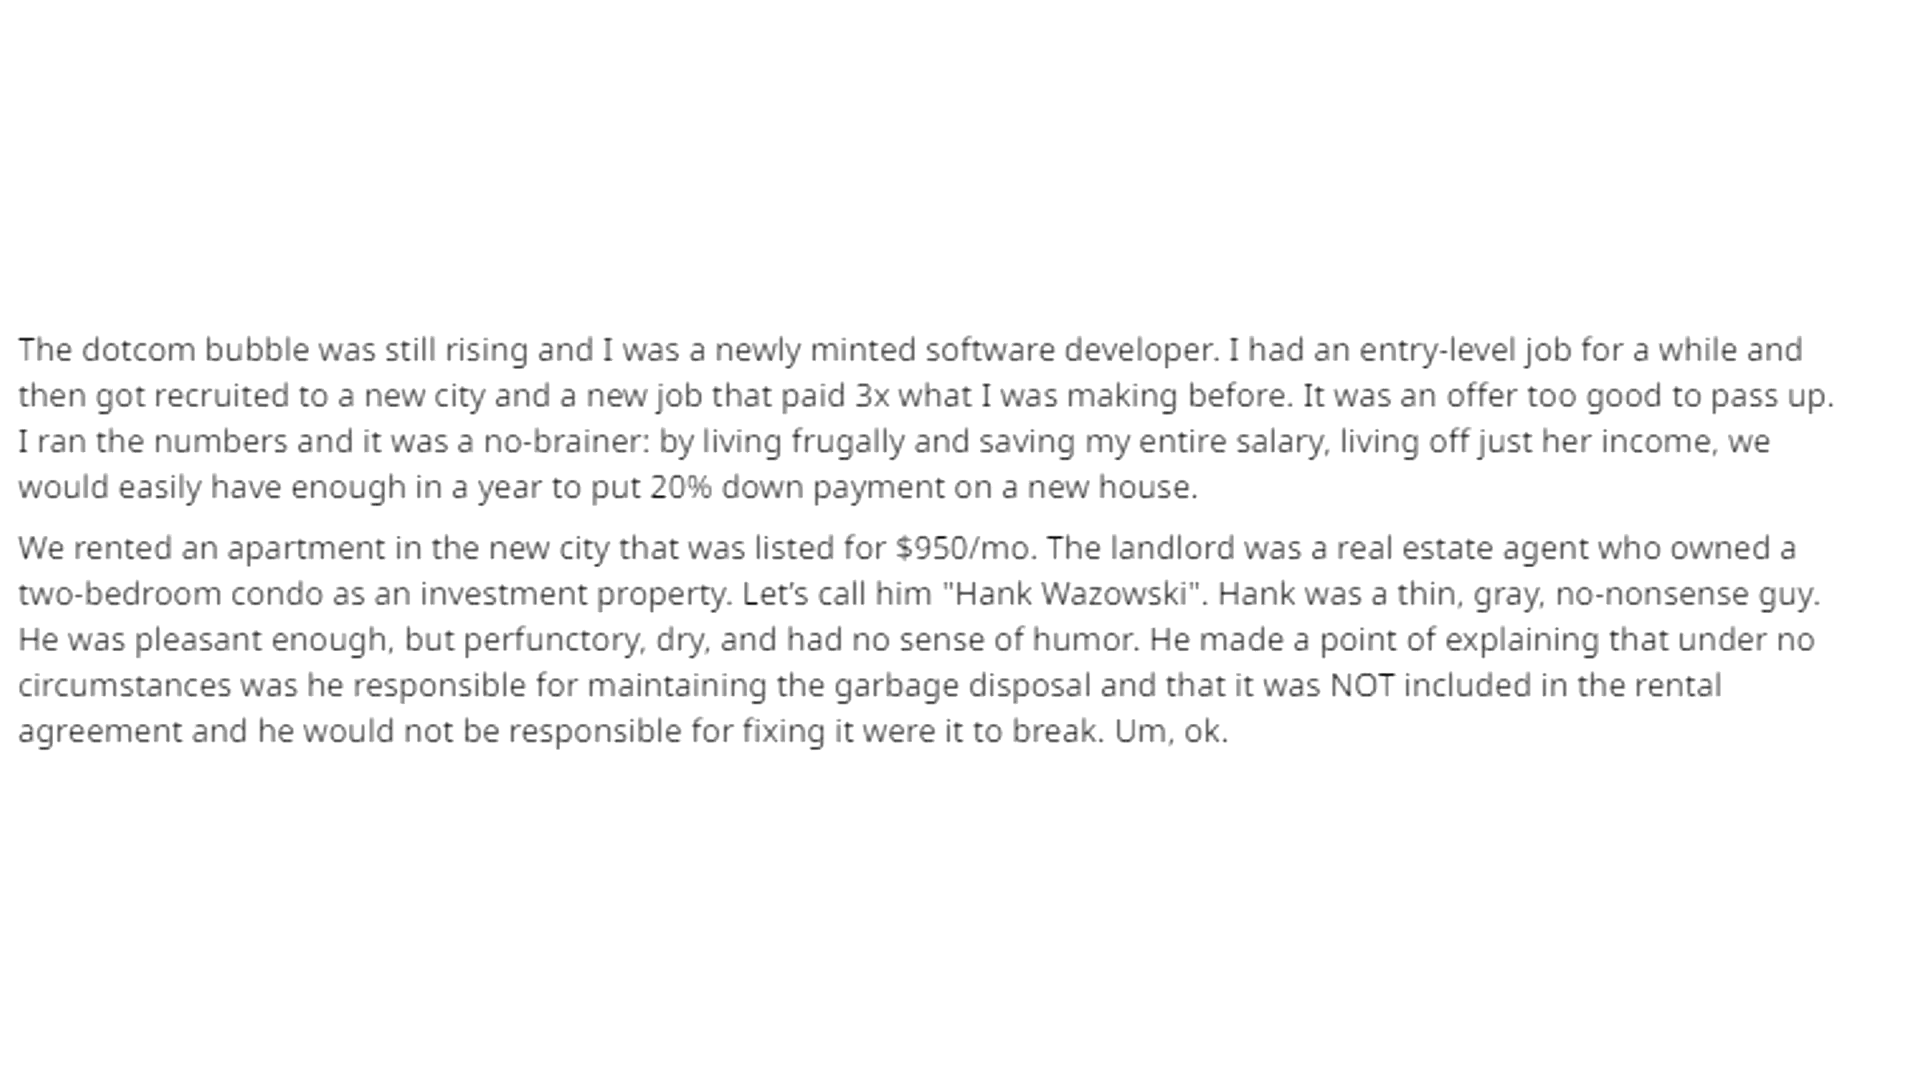 The dotcom bubble was still rising and I was a newly minted software developer. I had an entry-level job for a while and
then got recruited to a new city and a new job that paid 3x what I was making before. It was an offer too good to pass up.
I ran the numbers and it was a no-brainer: by living frugally and saving my entire salary, living off just her income, we
would easily have enough in a year to put 20% down payment on a new house.
We rented an apartment in the new city that was listed for $950/mo. The landlord was a real estate agent who owned a
two-bedroom condo as an investment property. Let’s call him "Hank Wazowski". Hank was a thin, gray, no-nonsense guy.
He was pleasant enough, but perfunctory, dry, and had no sense of humor. He made a point of explaining that under no
circumstances was he responsible for maintaining the garbage disposal and that it was NOT included in the rental
agreement and he would not be responsible for fixing it were it to break. Um, ok.